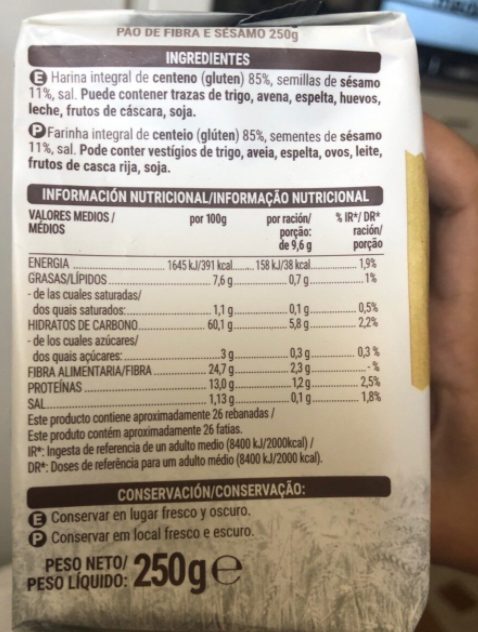 PÃO DE FIBRA E SÉSAMO 250g
INGREDIENTES
E Harina integral de centeno (gluten) 85%, semillas de sésamo
11%, sal. Puede contener trazas de trigo, avena, espelta, huevos,
leche, frutos de cáscara, soja.
P Farinha integral de centeio (glúten) 85%, sementes de sésamo
11%, sal. Pode conter vestígios de trigo, aveia, espelta, ovos, leite,
frutos de casca rija, soja.
INFORMACIÓN NUTRICIONAL/INFORMAÇÃO NUTRICIONAL
VALORES MEDIOS / por 100g por ración/ % IR*/ DR*
MÉDIOS porção: ración/
de 9,6 g porção
ENERGIA 1645 kJ/391 kcal 158 kJ/38 kcal 1,9%
GRASAS/LÍPIDOS 7,6 g 0,7 g 1%
- de las cuales saturadas/
dos quais saturados: 1,1 g 0,1 g 0,5%
HIDRATOS DE CARBONO 60,1 g 5,8 g 2,2%
- de los cuales azúcares/
dos quais açúcares: 3 g 0,3 g 0,3 %
FIBRA ALIMENTARIA/FIBRA 24,7 g 2,3 g -%
PROTEÍNAS 13,0 g 1,2 g 2,5%
SAL 1,13 g 0,1 g 1,8%
Este producto contiene aproximadamente 26 rebanadas /
Este produto contém aproximadamente 26 fatias.
IR*: Ingesta de referencia de un adulto medio (8400 kJ/2000kcal) /
DR*: Doses de referência para um adulto médio (8400 kJ/2000 kcal).
CONSERVACIÓN/CONSERVAÇÃO:
E Conservar en lugar fresco y oscuro.
P Conservar em local fresco e escuro.
PESO NETO/
PESO LÍQUIDO: 250g e